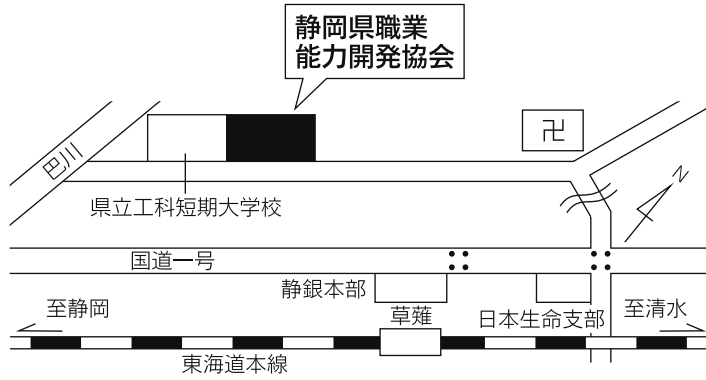 静岡県職業
能力開発協会
卍
巴川
N
県立工科短期大学校
国道一号
静銀本部
至静岡
草薙
日本生命支部
至清水
東海道本線